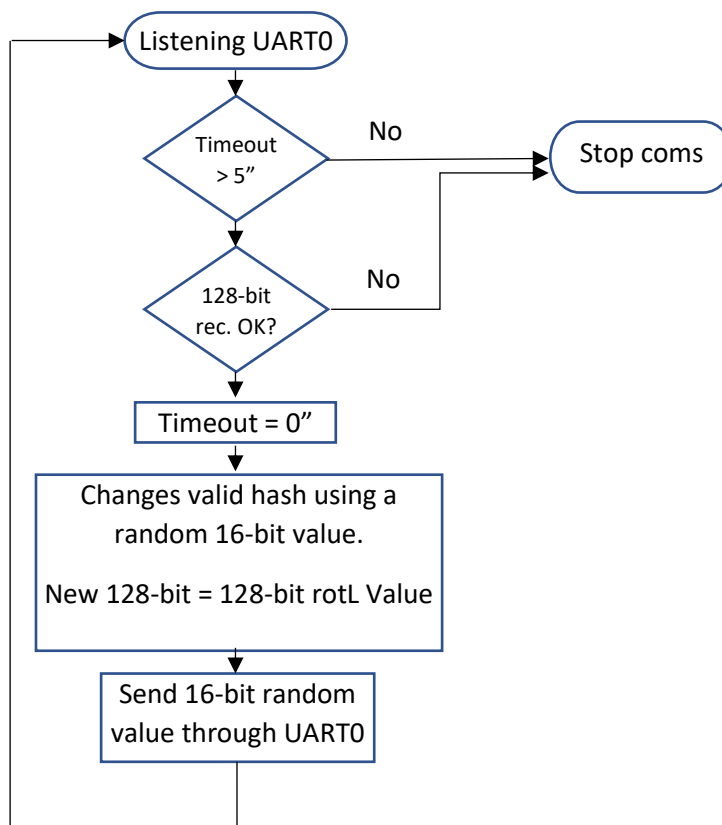 Listening UART0
Timeout
> 5”
No
Stop coms
128-bit
rec. OK?
No
Timeout = 0”
Changes valid hash using a
random 16-bit value.
New 128-bit = 128-bit rotL Value
Send 16-bit random
value through UART0